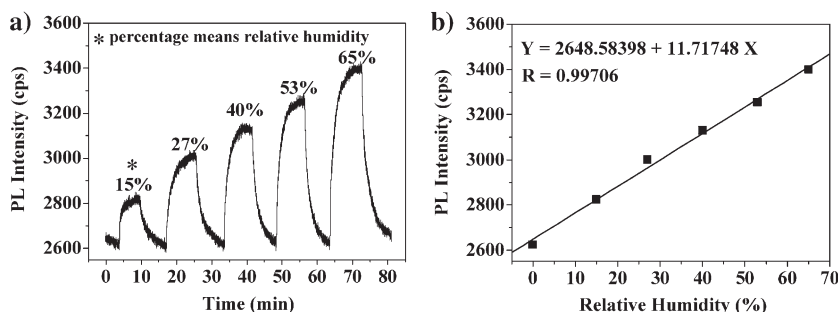 a)
* percentage means relative humidity
3600
3400
3200
3000
2800
2600
PL Intensity (cps)
*
15%
27%
40%
53%
65%
0 10 20 30 40 50 60 70 80 90
Time (min)
b)
Y = 2648.58398 + 11.71748 X
R = 0.99706
3600
3400
3200
3000
2800
2600
PL Intensity (cps)
0 10 20 30 40 50 60 70
Relative Humidity (%)